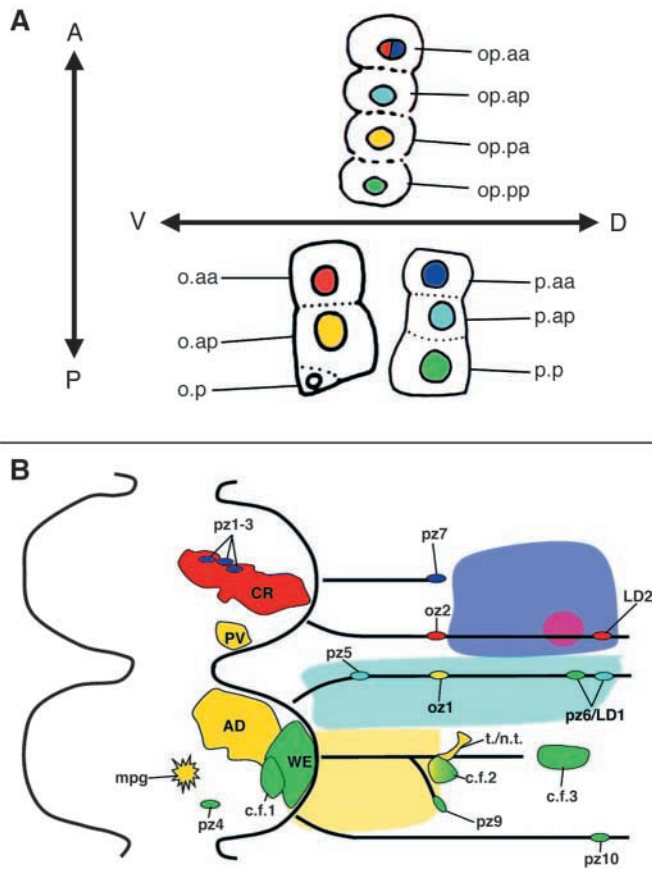 A
A
P
V
D
op.aa
op.ap
op.pa
op.pp
o.aa
o.ap
o.p
p.aa
p.ap
p.p
B
pz1-3
CR
PV
pz7
oz2
LD2
pz5
oz1
pz6/LD1
AD
WE
mpg
pz4
c.f.1
t./n.t.
c.f.2
c.f.3
pz9
pz10